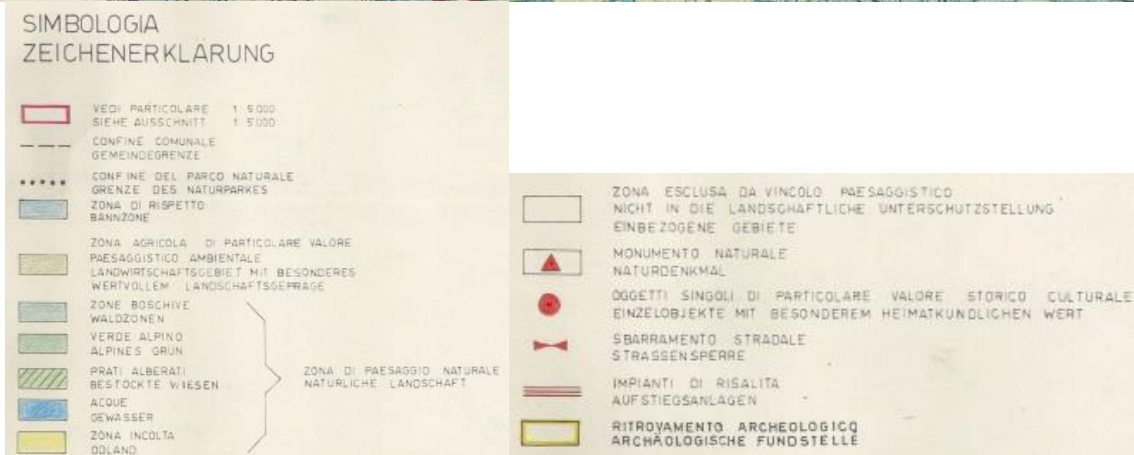 SIMBOLOGIA
ZEICHENERKLÄRUNG
VEDI PARTICOLARE 1:5000
SIEHE AUSSCHNITT 1:5000
CONFINE COMUNALE
GEMEINDEGRENZE
CONFINE DEL PARCO NATURALE
GRENZE DES NATURPARKES
ZONA DI RISPETTO
BANNZONE
ZONA AGRICOLA DI PARTICOLARE VALORE
PAESAGGISTICO AMBIENTALE
LANDWIRTSCHAFTSGEBIET MIT BESONDERES
WERTVOLLEM LANDSCHAFTSGEPRÄGE
ZONE BOSCHIVE
WALDZONEN
VERDE ALPINO
ALPINES GRÜN
PRATI ALBERATI
BESTOCKTE WIESEN
ACQUE
GEWÄSSER
ZONA INCOLTA
ÖDLAND
ZONA DI PAESAGGIO NATURALE
NATÜRLICHE LANDSCHAFT
ZONA ESCLUSA DA VINCOLO PAESAGGISTICO
NICHT IN DIE LANDSCHAFTLICHE UNTERSCHUTZSTELLUNG
EINBEZOGENE GEBIETE
MONUMENTO NATURALE
NATURDENKMAL
OGGETTI SINGOLI DI PARTICOLARE VALORE STORICO CULTURALE
EINZELOBJEKTE MIT BESONDEREM HEIMATKUNDLICHEN WERT
SBARRAMENTO STRADALE
STRASSENSPERRE
IMPIANTI DI RISALITA
AUFSTIEGSANLAGEN
RITROVAMENTO ARCHEOLOGICO
ARCHÄOLOGISCHE FUNDSTELLE